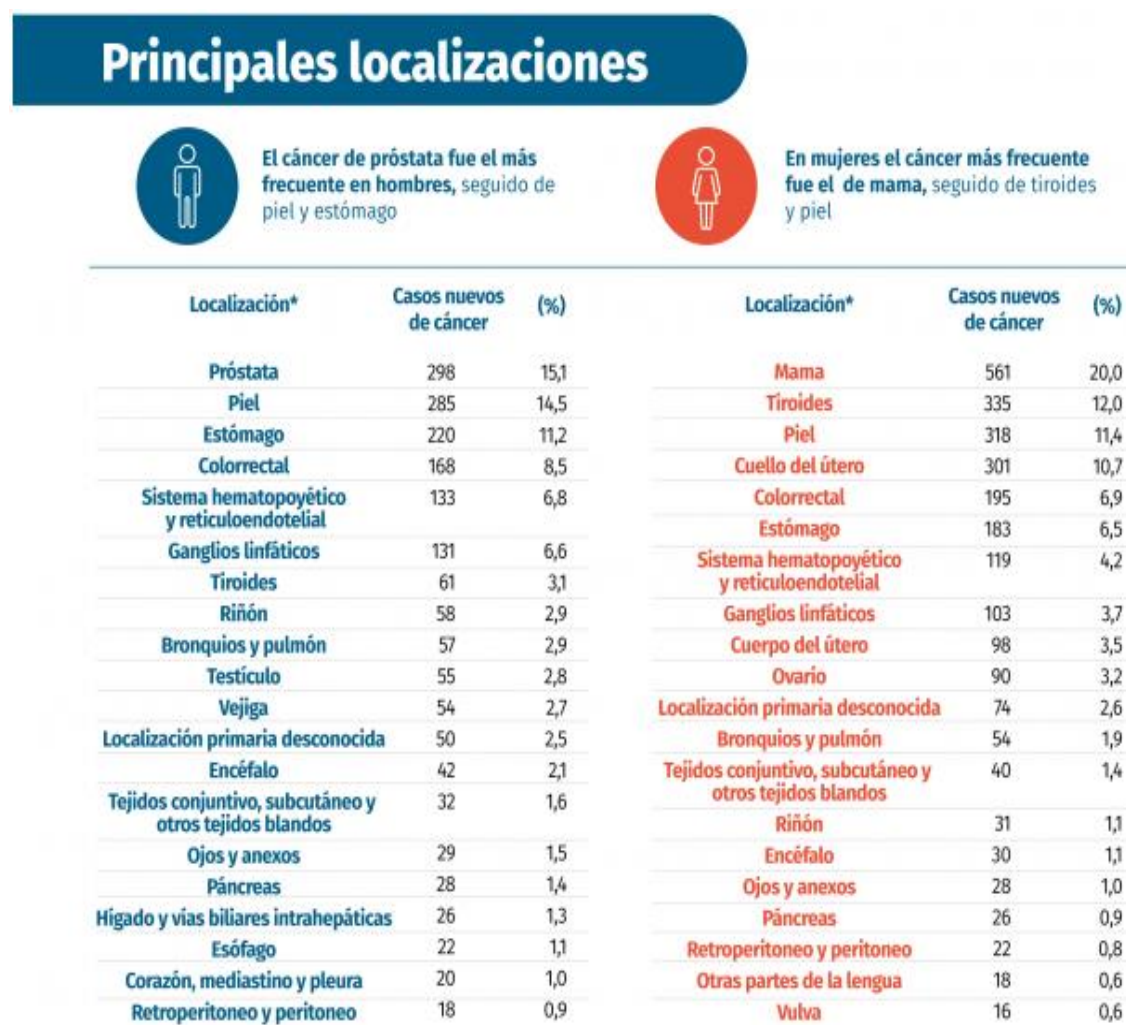 Principales localizaciones
El cáncer de próstata fue el más
frecuente en hombres, seguido de
piel y estómago
En mujeres el cáncer más frecuente
fue el de mama, seguido de tiroides
y piel
Localización* Casos nuevos (%)
de cáncer
Próstata 298 15,1
Piel 285 14,5
Estómago 220 11,2
Colorrectal 168 8,5
Sistema hematopoyético 133 6,8
y reticuloendotelial
Ganglios linfáticos 131 6,6
Tiroides 61 3,1
Riñón 58 2,9
Bronquios y pulmón 57 2,9
Testículo 55 2,8
Vejiga 54 2,7
Localización primaria desconocida 50 2,5
Encéfalo 42 2,1
Tejidos conjuntivo, subcutáneo y 32 1,6
otros tejidos blandos
Ojos y anexos 29 1,5
Páncreas 28 1,4
Hígado y vías biliares intrahepáticas 26 1,3
Esófago 22 1,1
Corazón, mediastino y pleura 20 1,0
Retroperitoneo y peritoneo 18 0,9
Localización* Casos nuevos (%)
de cáncer
Mama 561 20,0
Tiroides 335 12,0
Piel 318 11,4
Cuello del útero 301 10,7
Colorrectal 195 6,9
Estómago 183 6,5
Sistema hematopoyético 119 4,2
y reticuloendotelial
Ganglios linfáticos 103 3,7
Cuerpo del útero 98 3,5
Ovario 90 3,2
Localización primaria desconocida 74 2,6
Bronquios y pulmón 54 1,9
Tejidos conjuntivo, subcutáneo y 40 1,4
otros tejidos blandos
Riñón 31 1,1
Encéfalo 30 1,1
Ojos y anexos 28 1,0
Páncreas 26 0,9
Retroperitoneo y peritoneo 22 0,8
Otras partes de la lengua 18 0,6
Vulva 16 0,6